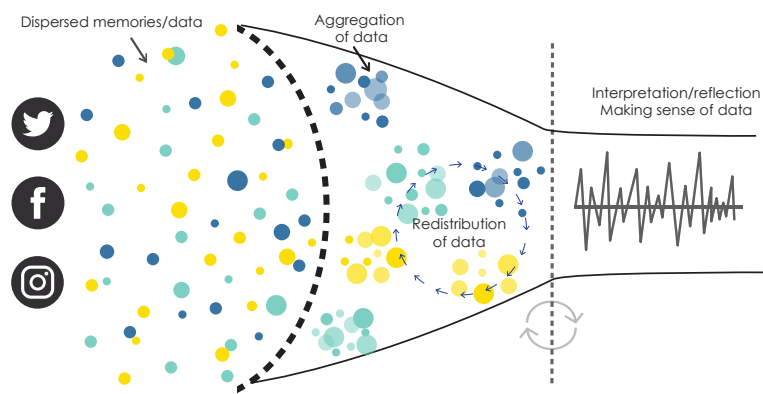 Dispersed memories/data
Aggregation
of data
Interpretation/reflection
Making sense of data
Redistribution
of data